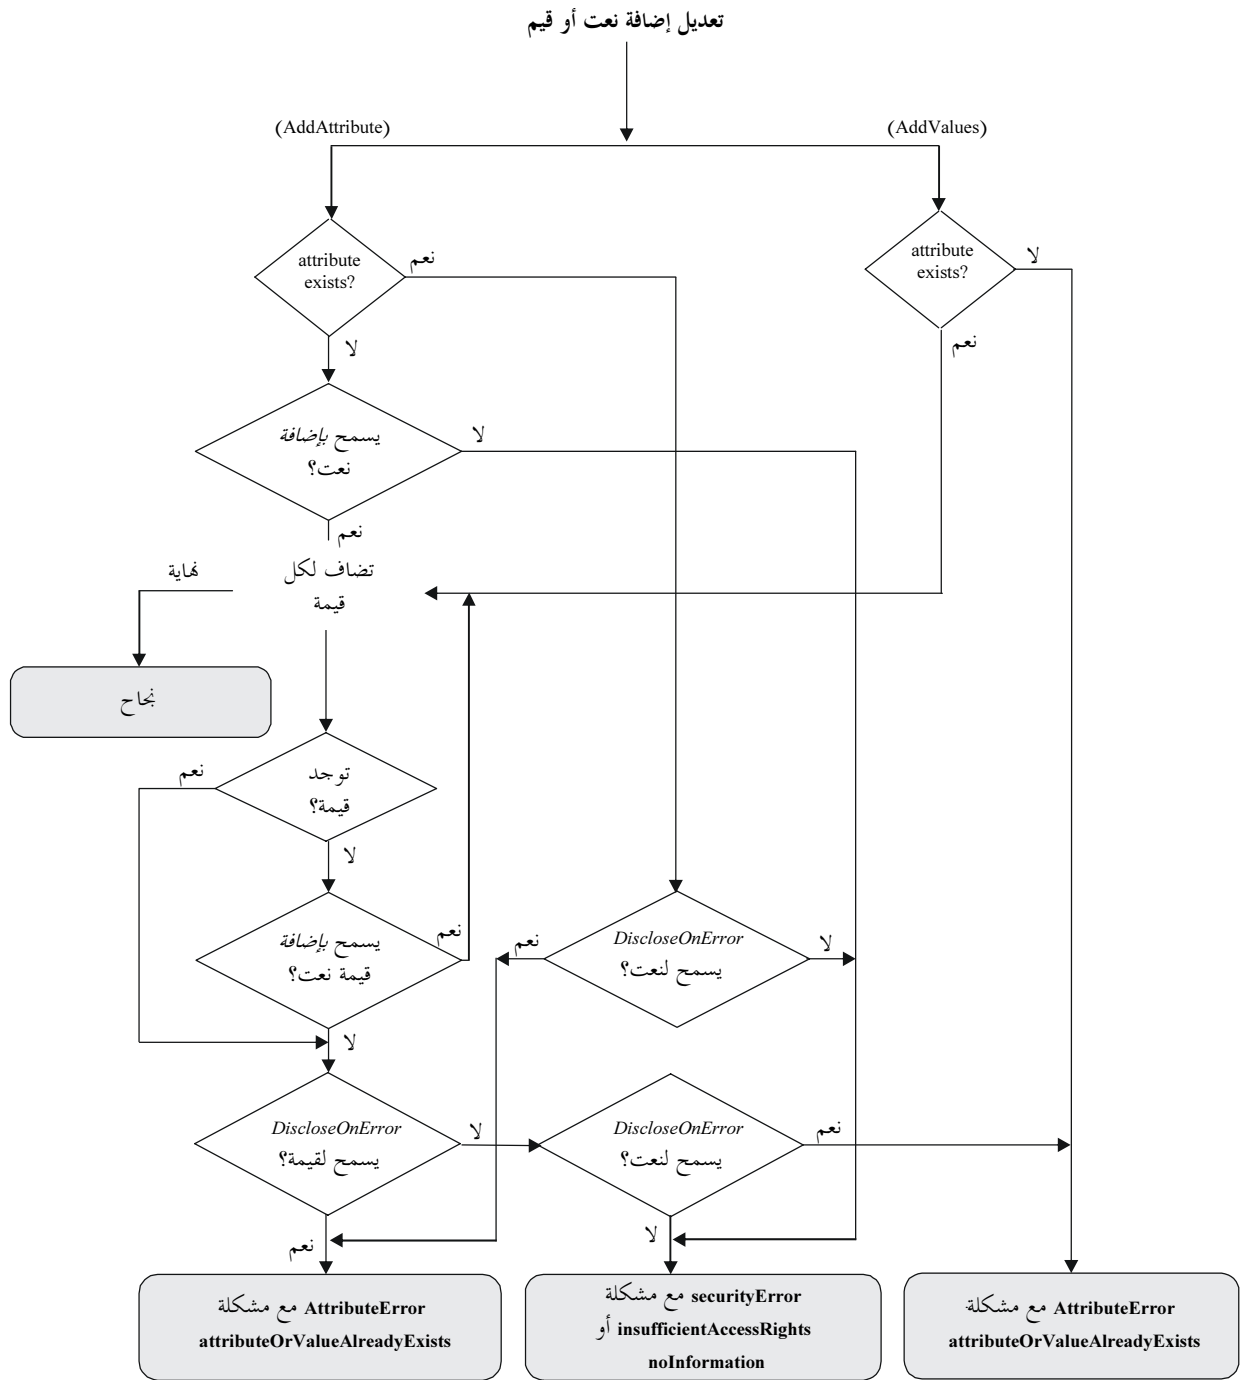 تعديل إضافة نعت أو قيم
(AddAttribute)
(AddValues)
attribute
exists?
نعم
attribute
exists?
لا
لا
نعم
يسمح بإضافة
نعت؟
لا
نعم
تضاف لكل
قيمة
نهاية
نجاح
توجد
قيمة؟
نعم
لا
يسمح بإضافة
قيمة نعت؟
نعم
لا
DiscloseOnError
يسمح لنعت؟
نعم
لا
DiscloseOnError
يسمح لقيمة؟
لا
نعم
DiscloseOnError
يسمح لنعت؟
نعم
لا
AttributeError مع مشكلة
attributeOrValueAlreadyExists
securityError مع مشكلة
insufficientAccessRights أو
noInformation
AttributeError مع مشكلة
attributeOrValueAlreadyExists